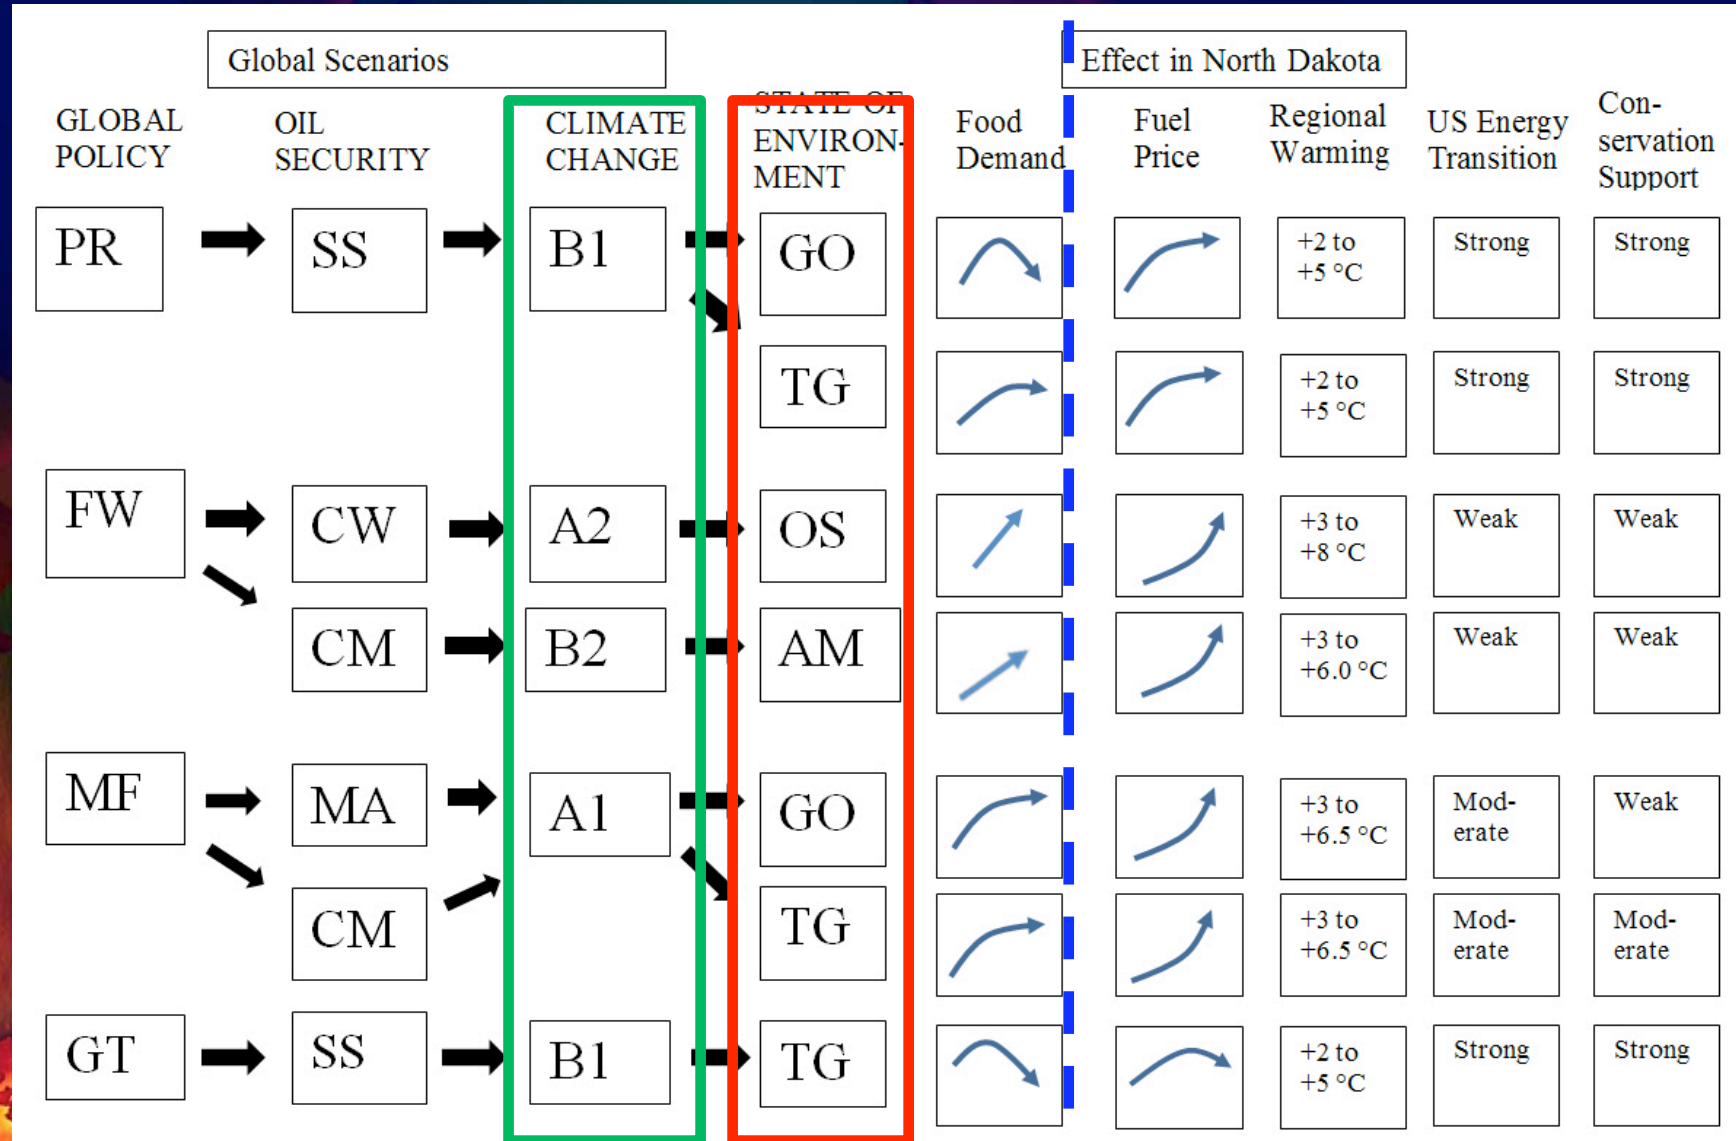 Global Scenarios
Effect in North Dakota
GLOBAL
POLICY
OIL
SECURITY
CLIMATE
CHANGE
STATE OF
ENVIRON-
MENT
Food
Demand
Fuel
Price
Regional
Warming
US Energy
Transition
Con-
servation
Support
PR
SS
B1
GO
+2 to
+5 °C
Strong
Strong
TG
+2 to
+5 °C
Strong
Strong
FW
CW
A2
OS
+3 to
+8 °C
Weak
Weak
CM
B2
AM
+3 to
+6.0 °C
Weak
Weak
MF
MA
A1
GO
+3 to
+6.5 °C
Mod-
erate
Weak
CM
TG
+3 to
+6.5 °C
Mod-
erate
Mod-
erate
GT
SS
B1
TG
+2 to
+5 °C
Strong
Strong